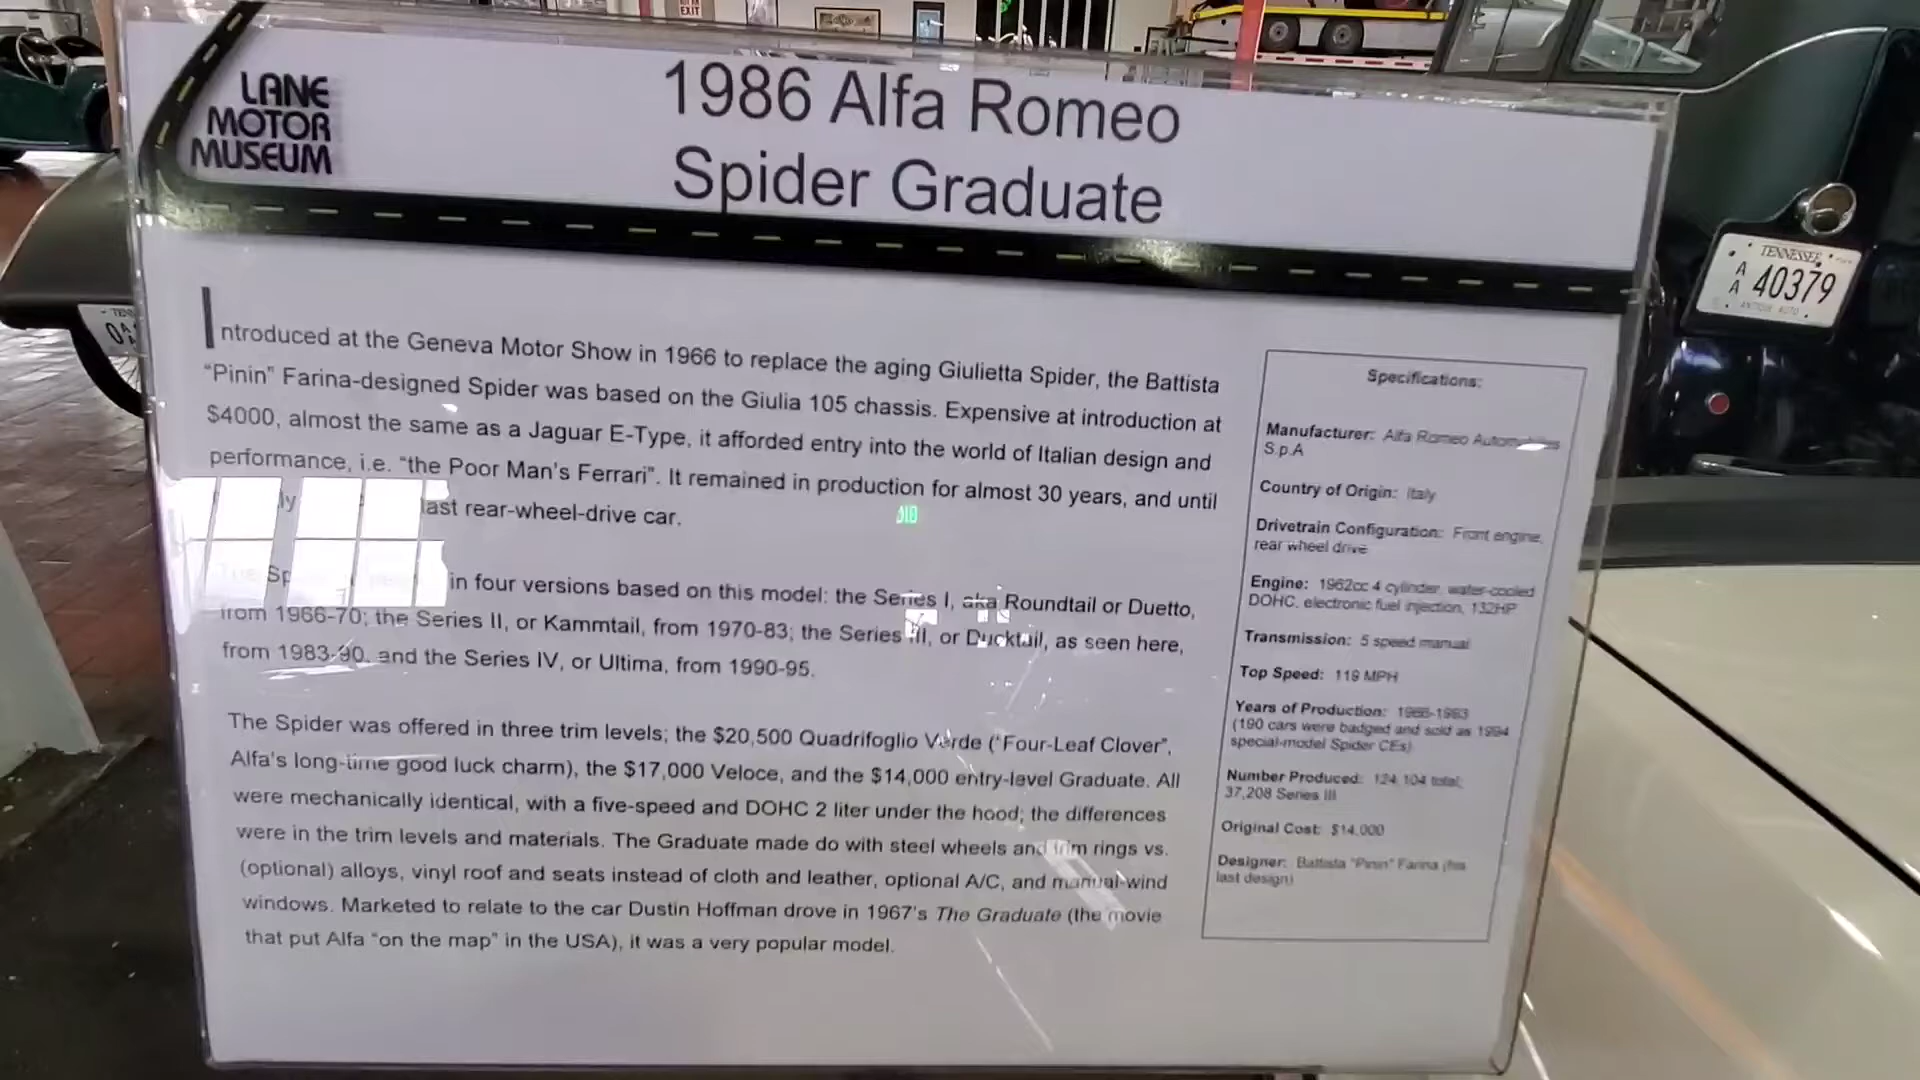 LANE
MOTOR
MUSEUM
1986 Alfa Romeo
Spider Graduate
Introduced at the Geneva Motor Show in 1966 to replace the aging Giulietta Spider, the Battista
“Pinin” Farina-designed Spider was based on the Giulia 105 chassis. Expensive at introduction at
$4000, almost the same as a Jaguar E-Type, it afforded entry into the world of Italian design and
performance, i.e. “the Poor Man's Ferrari”. It remained in production for almost 30 years, and until
last rear-wheel-drive car.
The in four versions based on this model: the Series I, aka Roundtail or Duetto,
from 1966-70; the Series II, or Kammtail, from 1970-83; the Series III, or Ducktail, as seen here,
from 1983-90, and the Series IV, or Ultima, from 1990-95.
The Spider was offered in three trim levels; the $20,500 Quadrifoglio Verde (“Four-Leaf Clover”,
Alfa's long-time good luck charm), the $17,000 Veloce, and the $14,000 entry-level Graduate. All
were mechanically identical, with a five-speed and DOHC 2 liter under the hood; the differences
were in the trim levels and materials. The Graduate made do with steel wheels and trim rings vs.
(optional) alloys, vinyl roof and seats instead of cloth and leather, optional A/C, and manual-wind
windows. Marketed to relate to the car Dustin Hoffman drove in 1967's The Graduate (the movie
that put Alfa “on the map” in the USA), it was a very popular model.
Specifications:
Manufacturer: Alfa Romeo Automobiles
S.p.A
Country of Origin: Italy
Drivetrain Configuration: Front engine,
rear wheel drive
Engine: 1962cc 4 cylinder, water-cooled
DOHC, electronic fuel injection, 132HP
Transmission: 5 speed manual
Top Speed: 119 MPH
Years of Production: 1966-1993
(190 cars were badged and sold as 1994
special-model Spider CEs)
Number Produced: 124,104 total;
37,208 Series III
Original Cost: $14,000
Designer: Battista “Pinin” Farina (his
last design)
TENNESSEE
AA 40379
ANTIQUE AUTO
EXIT